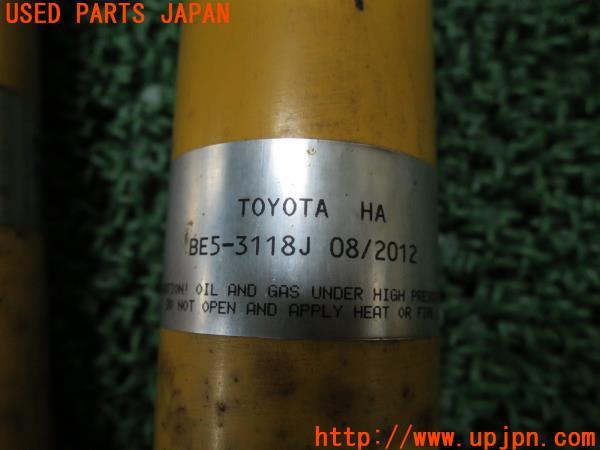 USED PARTS JAPAN
TOYOTA HA
BE5-3118J 08/2012
OIL AND GAS UNDER HIGH
DO NOT OPEN AND APPLY HEAT OR
http://www.upjpn.com/